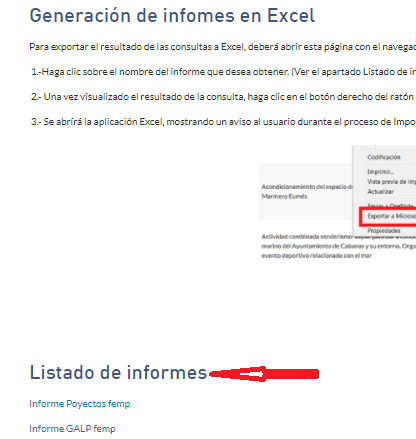 Generación de infomes en Excel
Para exportar el resultado de las consultas a Excel, deberá abrir esta página con el navegac
1.-Haga clic sobre el nombre del informe que desea obtener. (Ver el apartado Listado de ir
2.- Una vez visualizado el resultado de la consulta, haga clic en el botón derecho del ratón
3.- Se abrirá la aplicación Excel, mostrando un aviso al usuario durante el proceso de Impo
Codificación
Imprimir...
Vista previa de imp
Actualizar
Exportar a Microso
Propiedades
Acondicionamiento del espacio d
Marinero Eumés
Actividad combinada senderismo
marino del Ayuntamiento de Cabanas y su entorno. Orga
evento deportivo relacionado con el mar
Listado de informes
Informe Poyectos femp
Informe GALP femp